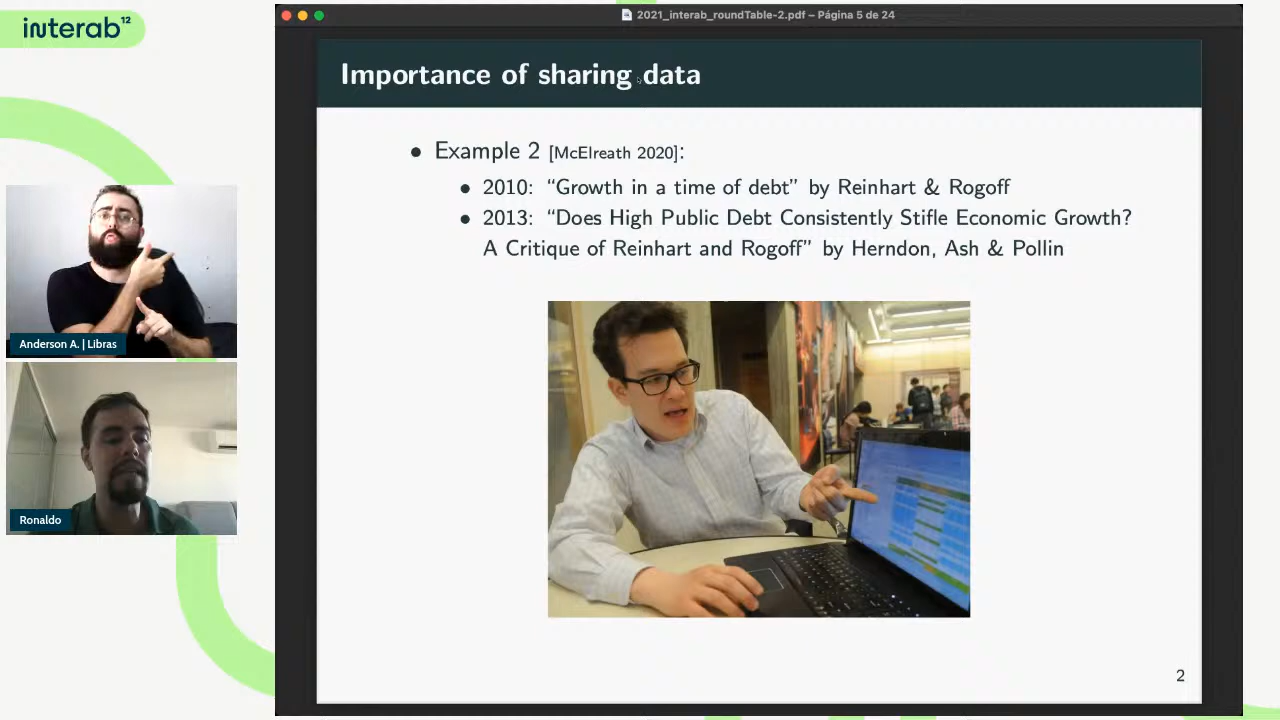 interab¹²
2021_interab_roundTable-2.pdf – Página 5 de 24
Importance of sharing data
• Example 2 [McElreath 2020]:
• 2010: “Growth in a time of debt” by Reinhart & Rogoff
• 2013: “Does High Public Debt Consistently Stifle Economic Growth?
A Critique of Reinhart and Rogoff” by Herndon, Ash & Pollin
Anderson A. | Libras
Ronaldo
2